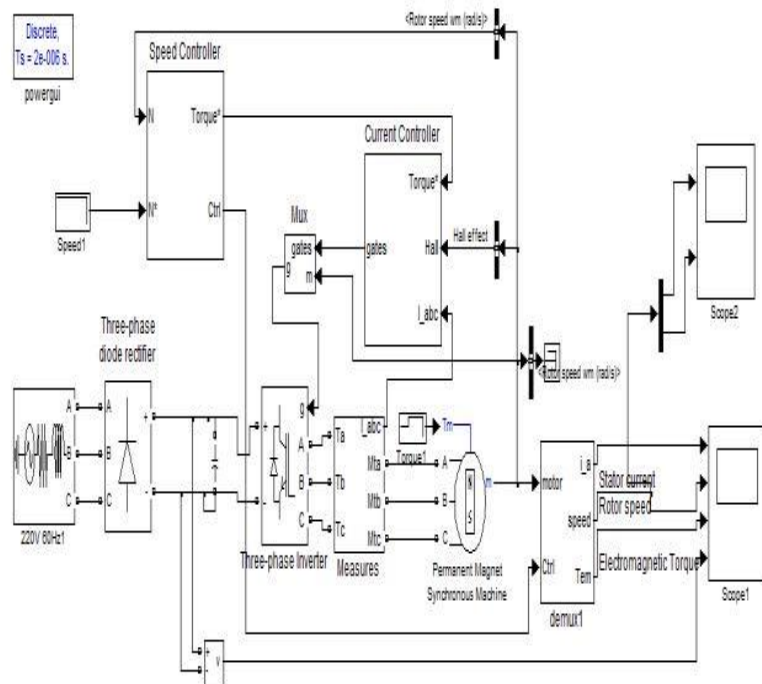 <Rotor speed wm (rad/s)>
Discrete,
Ts = 2e-006 s.
powergui
Speed Controller
N
Torque*
N*
Ctrl
Speed1
Current Controller
Torque*
Hall
gates
I_abc
Hall effect
Mux
gates
g
m
Scope2
<Rotor speed wm (rad/s)>
Three-phase
diode rectifier
A
B
C
A
B
C
+
-
220V 60Hz1
g
+
-
A
B
C
Three-phase Inverter
I_abc
Ta
Tb
Tc
Mta
Mtb
Mtc
Measures
Torque1
Tm
A
B
C
N
S
m
Permanent Magnet
Synchronous Machine
motor
Ctrl
i_a
speed
Tem
demux1
Stator current
Rotor speed
Electromagnetic Torque
Scope1
+
-
v